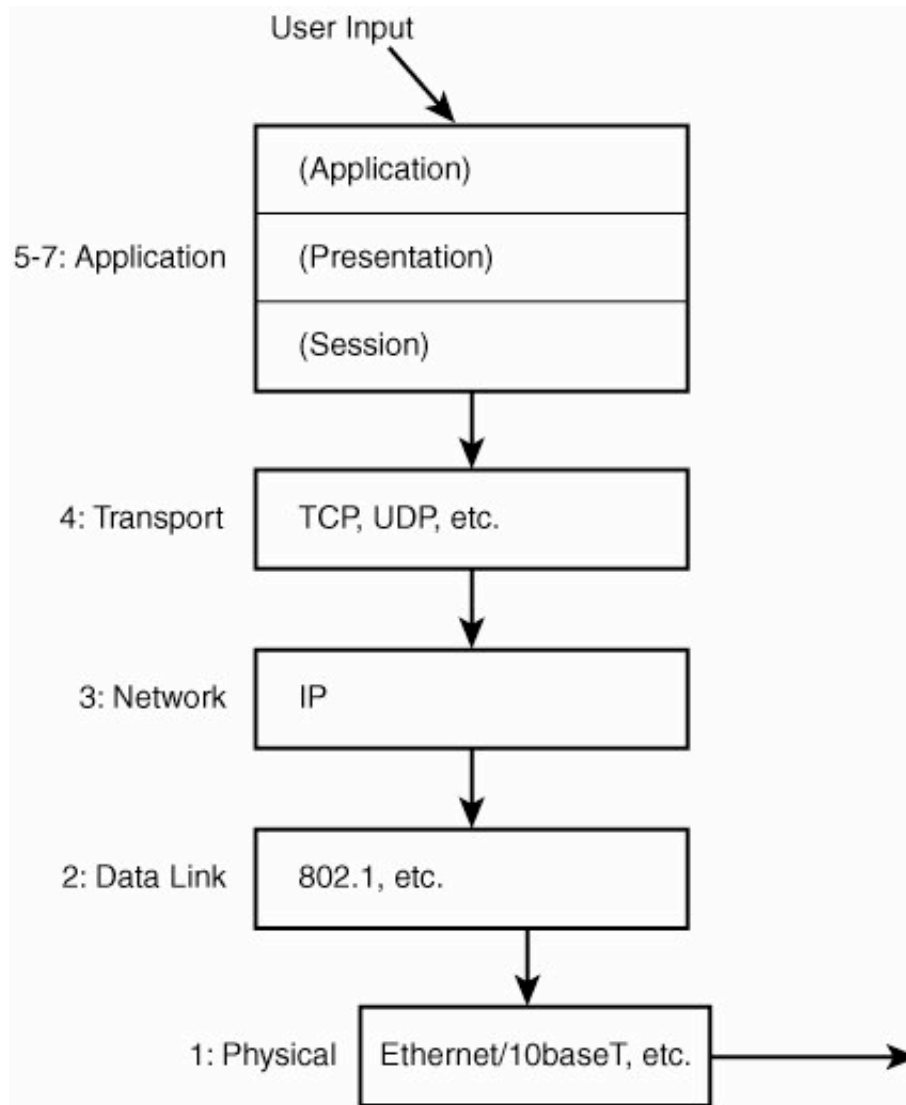 User Input
(Application)
5-7: Application
(Presentation)
(Session)
4: Transport
TCP, UDP, etc.
3: Network
IP
2: Data Link
802.1, etc.
1: Physical
Ethernet/10baseT, etc.